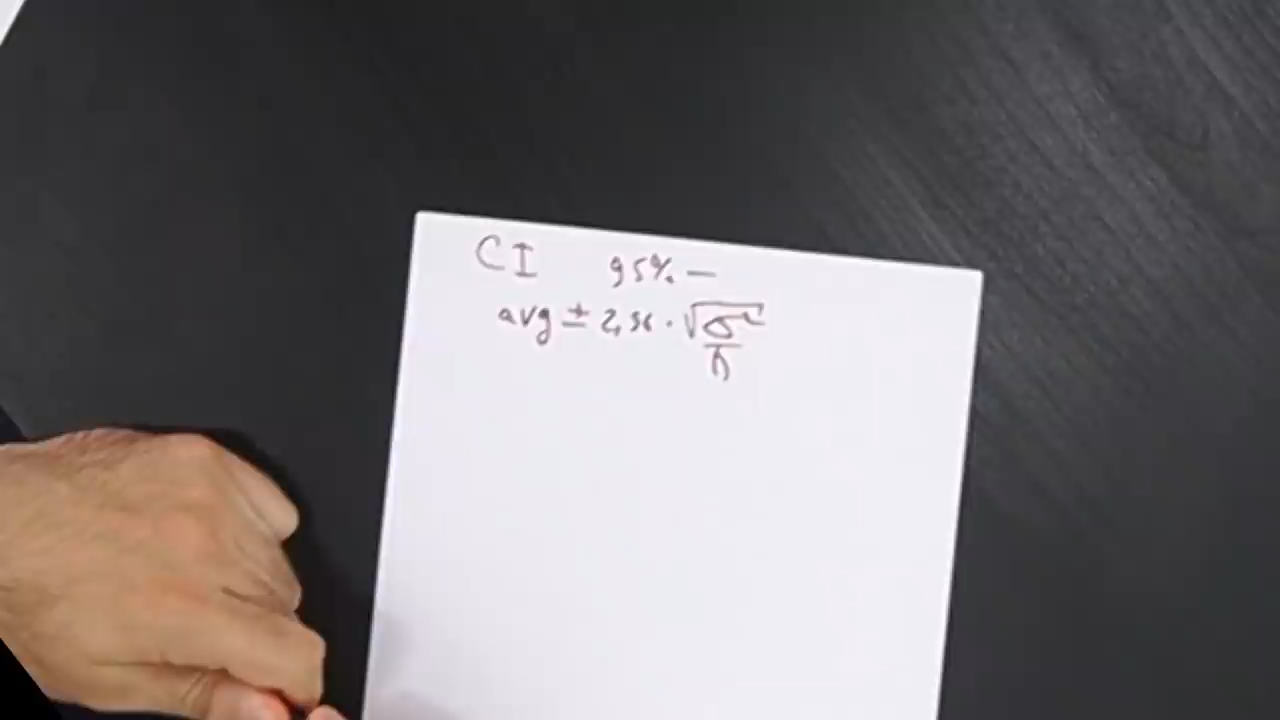 CI 95% —
avg ± 2,56 · √σ²/n